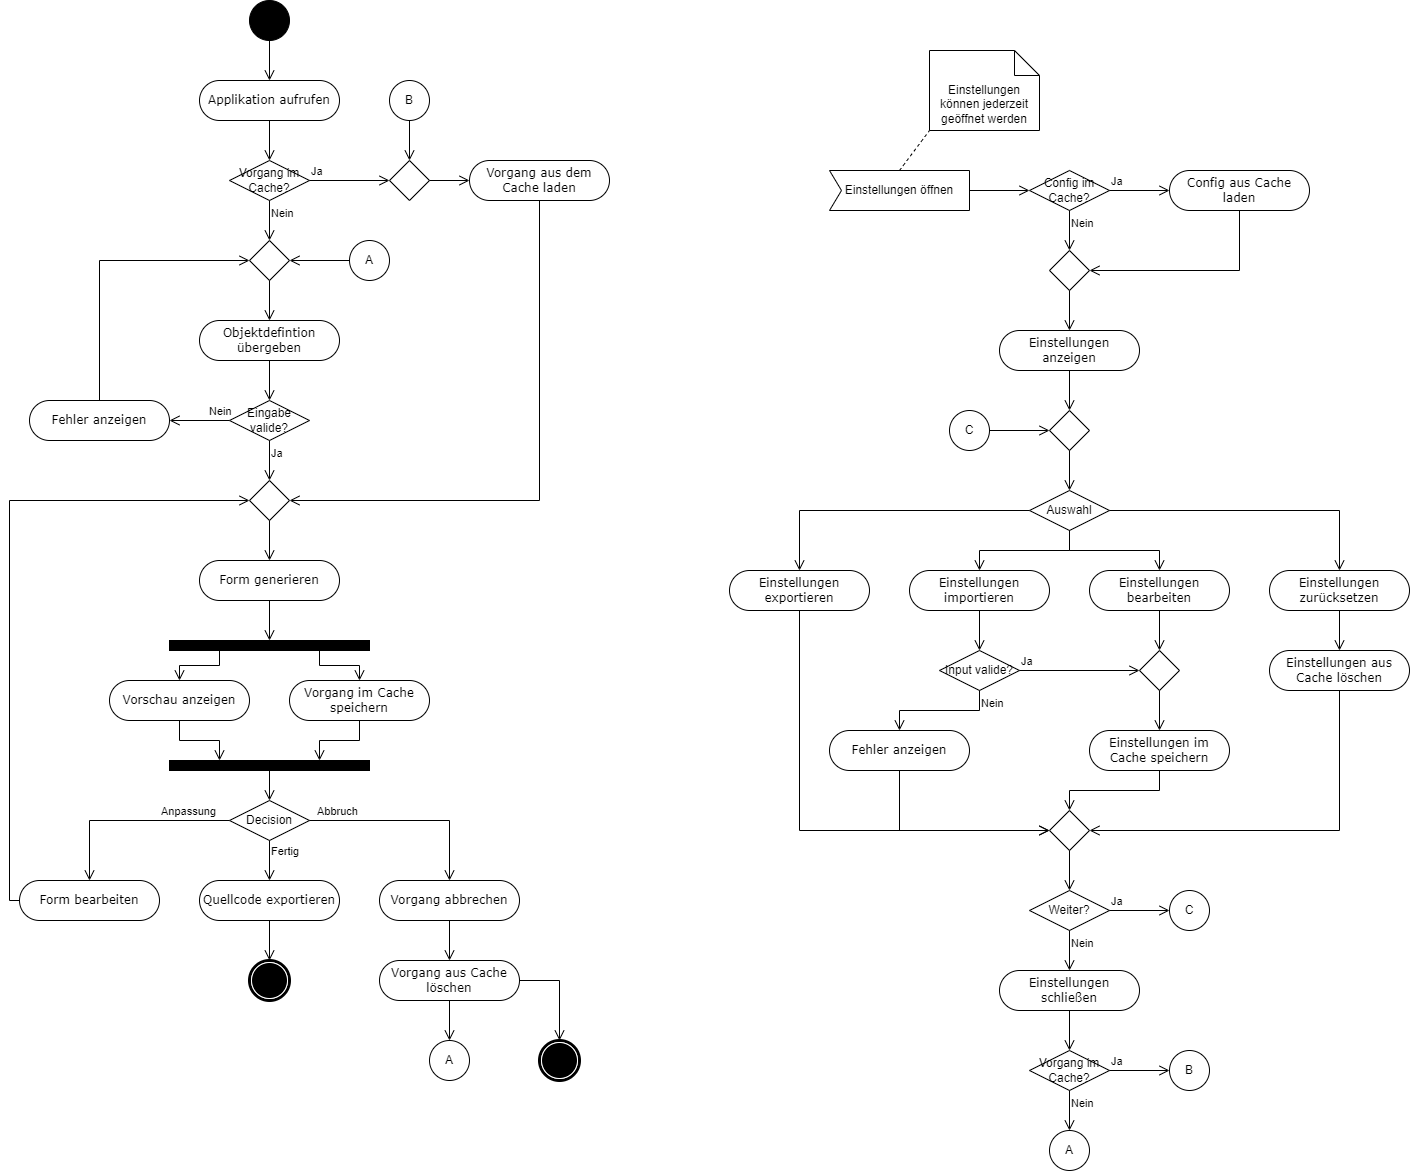 Applikation aufrufen
B
Vorgang im
Cache?
Ja
Vorgang aus dem
Cache laden
Nein
A
Objektdefintion
übergeben
Fehler anzeigen
Nein
Eingabe
valide?
Ja
Form generieren
Vorschau anzeigen
Vorgang im Cache
speichern
Anpassung
Decision
Abbruch
Fertig
Form bearbeiten
Quellcode exportieren
Vorgang abbrechen
Vorgang aus Cache
löschen
A
Einstellungen
können jederzeit
geöffnet werden
Einstellungen öffnen
Config im
Cache?
Ja
Config aus Cache
laden
Nein
Einstellungen
anzeigen
C
Auswahl
Einstellungen
exportieren
Einstellungen
importieren
Einstellungen
bearbeiten
Einstellungen
zurücksetzen
Input valide?
Ja
Nein
Einstellungen aus
Cache löschen
Fehler anzeigen
Einstellungen im
Cache speichern
Weiter?
Ja
C
Nein
Einstellungen
schließen
Vorgang im
Cache?
Ja
B
Nein
A